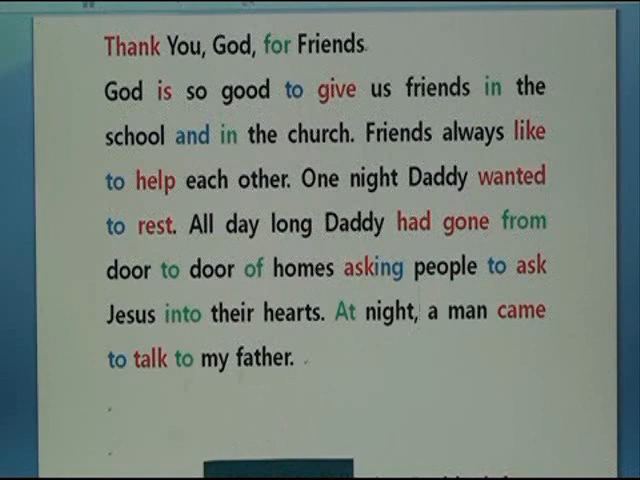 Thank You, God, for Friends.
God is so good to give us friends in the
school and in the church. Friends always like
to help each other. One night Daddy wanted
to rest. All day long Daddy had gone from
door to door of homes asking people to ask
Jesus into their hearts. At night, a man came
to talk to my father.